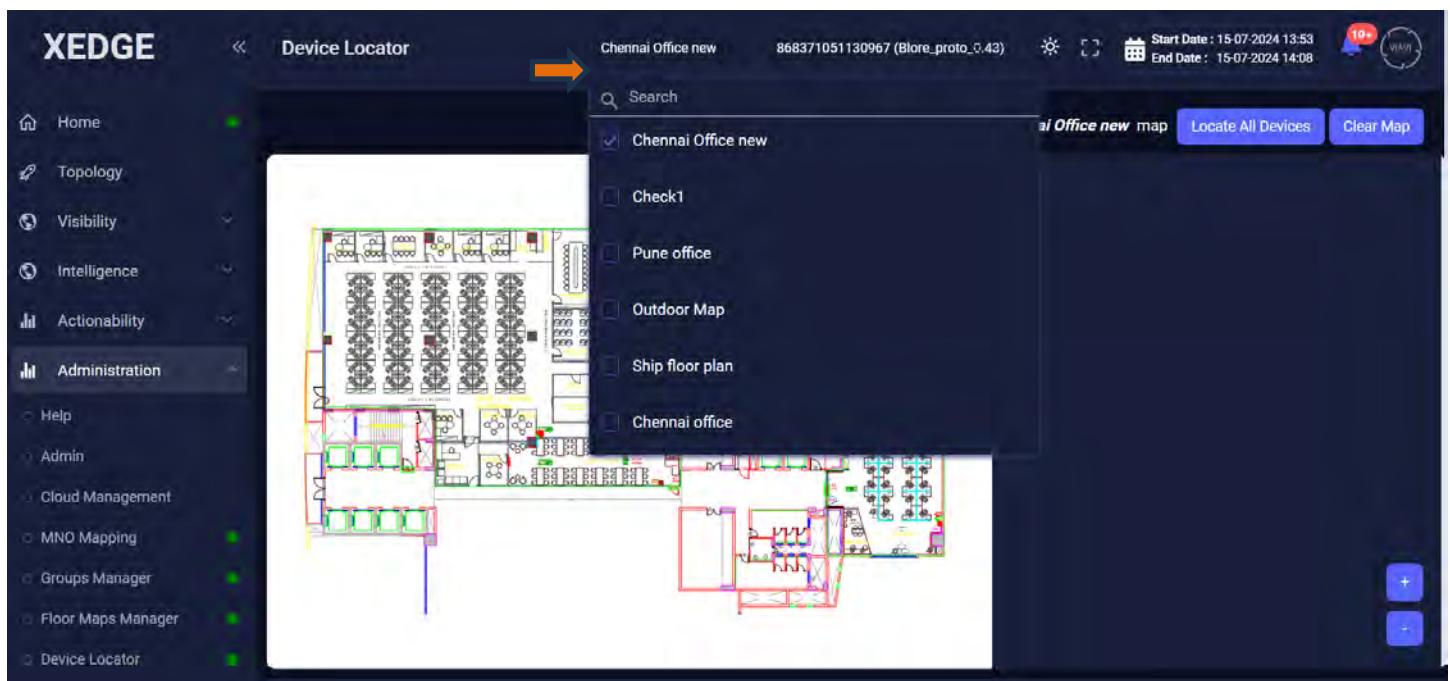 XEDGE
«
Device Locator
Chennai Office new
868371051130967 (Blore_proto_0.43)
Start Date : 15-07-2024 13:53
End Date : 15-07-2024 14:08
10+
VIAVI
Home
Topology
Visibility
Intelligence
Actionability
Administration
Help
Admin
Cloud Management
MNO Mapping
Groups Manager
Floor Maps Manager
Device Locator
Search
Chennai Office new
Check1
Pune office
Outdoor Map
Ship floor plan
Chennai office
ai Office new map
Locate All Devices
Clear Map
+
-